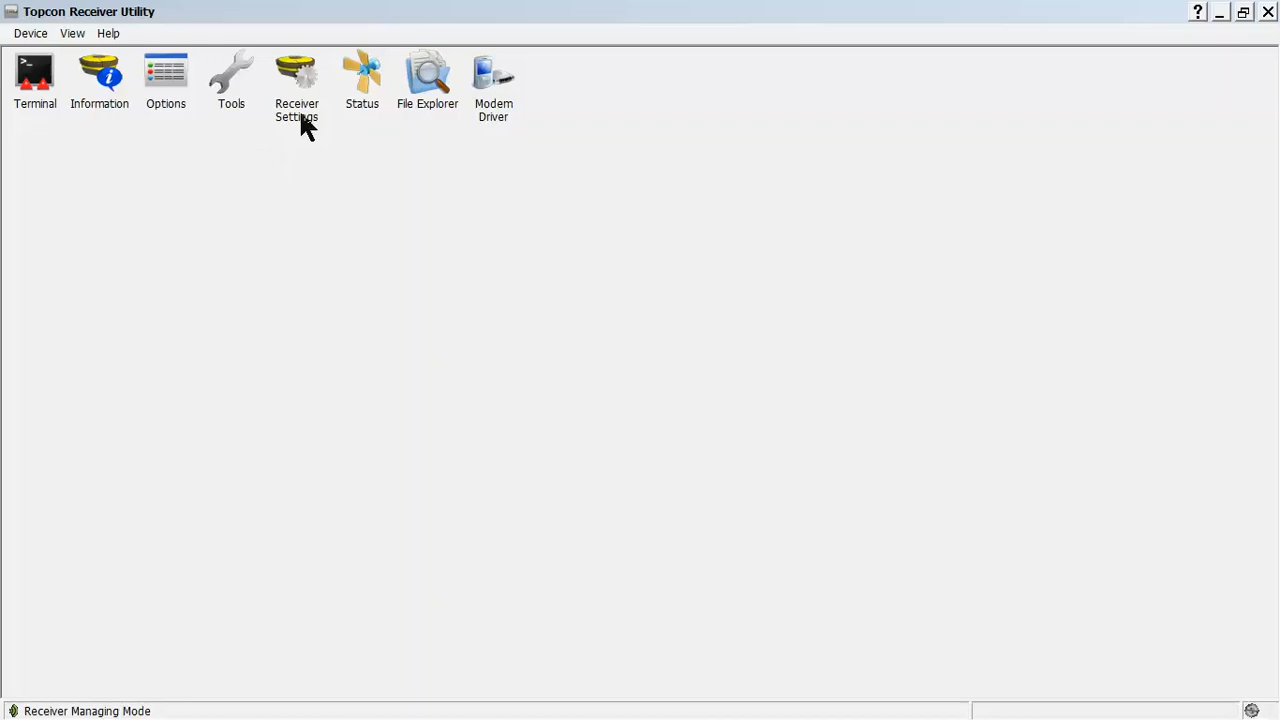 Topcon Receiver Utility
Device View Help
Terminal Information Options Tools Receiver Settings Status File Explorer Modem Driver
Receiver Managing Mode